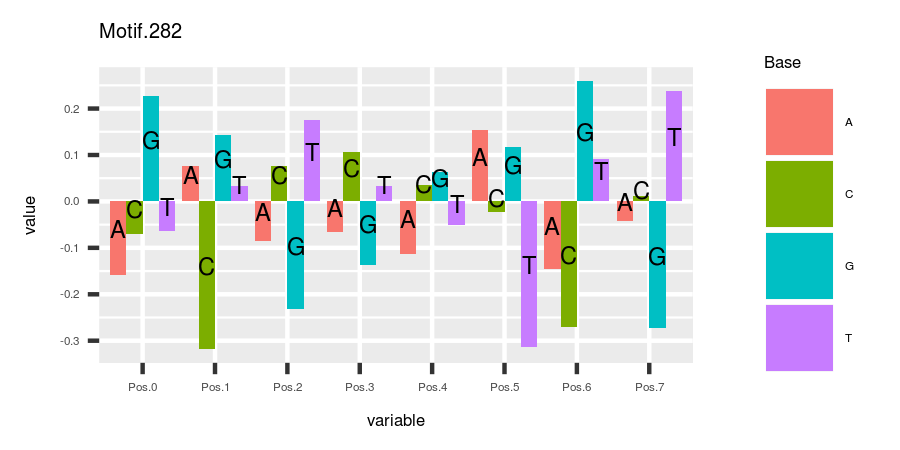 Motif.282
Base
A
C
G
T
value
0.2
0.1
0.0
-0.1
-0.2
-0.3
A C G T A C G T A C G T A C G T A C G T A C G T A C G T A C G T
Pos.0 Pos.1 Pos.2 Pos.3 Pos.4 Pos.5 Pos.6 Pos.7
variable